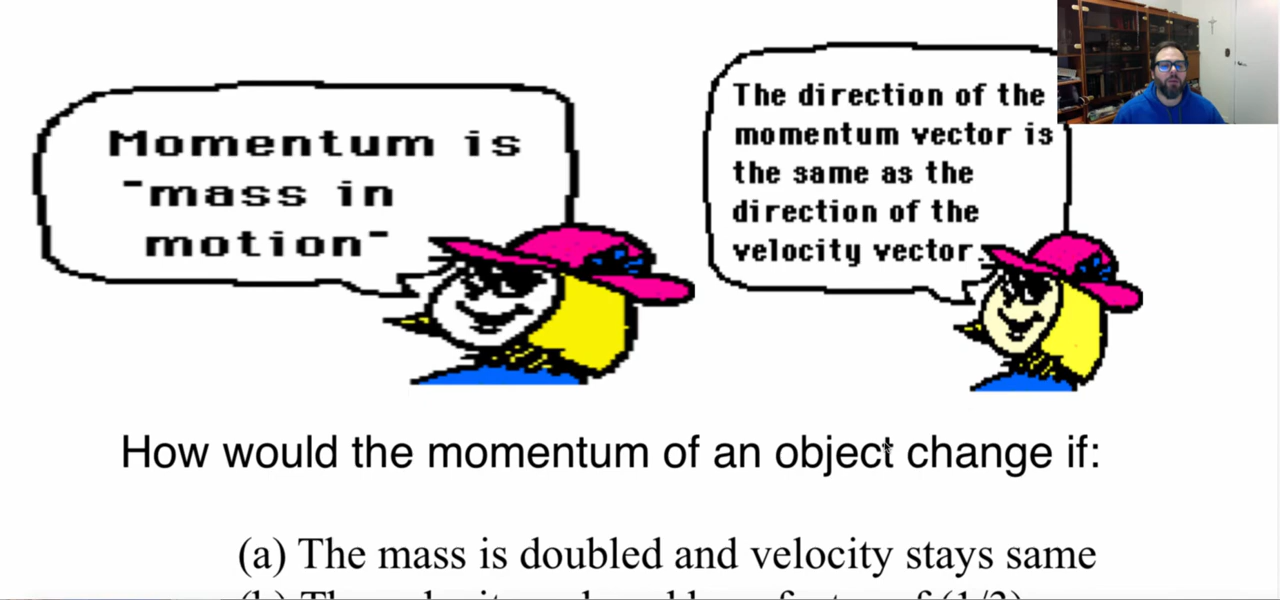 Momentum is
"mass in
motion"
The direction of the
momentum vector is
the same as the
direction of the
velocity vector.
How would the momentum of an object change if:
(a) The mass is doubled and velocity stays same